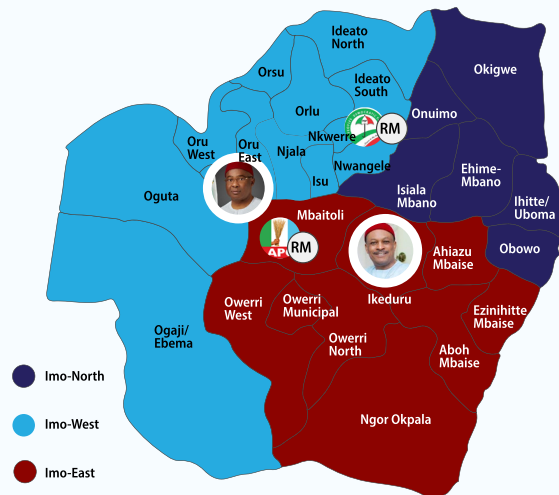 Ideato
North
Okigwe
Orsu
Ideato
South
Orlu
Onuimo
RM
Nkwerre
Oru
West
Oru
East
Njala
Nwangele
Isu
Ehime-
Mbano
Isiala
Mbano
Ihitte/
Uboma
Oguta
Mbaitoli
RM
AP
Ahiazu
Mbaise
Obowo
Ikeduru
Owerri
West
Owerri
Municipal
Ezinihitte
Mbaise
Ogaji/
Ebema
Owerri
North
Aboh
Mbaise
Ngor Okpala
Imo-North
Imo-West
Imo-East